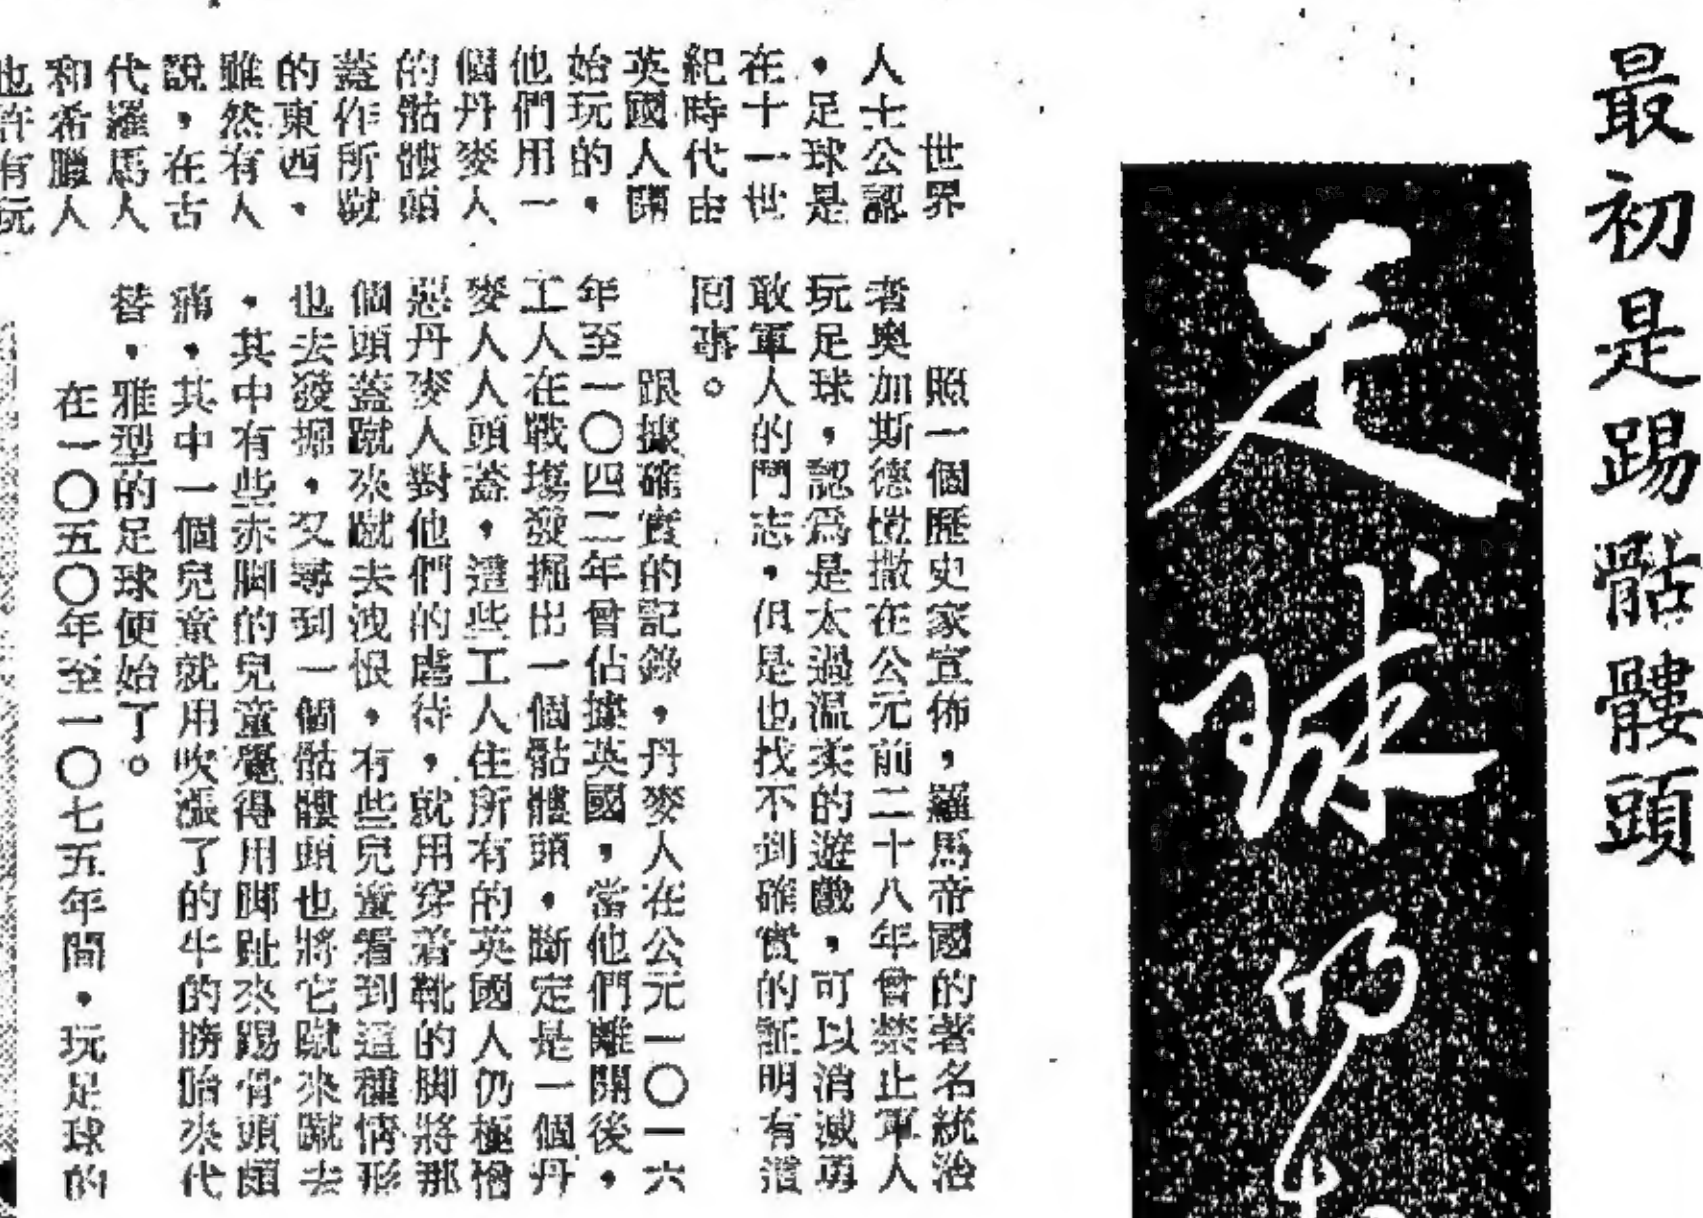 最初是踢骷髏頭
足球的
世界
人士公認
，足球是
在十一世
紀時代由
英國人開
始玩的，
他們用一
個丹麥人
的骷髏頭
蓋作所蹴
的東西，
雖然有人
說，在古
代羅馬人
和希臘人
也許有玩
照一個歷史家宣佈，羅馬帝國的著名統治
者奧加斯德愷撒在公元前二十八年曾禁止軍人
玩足球，認爲是太過溫柔的遊戲，可以消滅勇
敢軍人的鬥志，但是也找不到確實的証明有這
回事。
跟據確實的記錄，丹麥人在公元一〇一六
年至一〇四二年曾佔據英國，當他們離開後，
工人在戰塲發掘出一個骷髏頭，斷定是一個丹
麥人人頭蓋，這些工人住所有的英國人仍極憎
惡丹麥人對他們的虐待，就用穿着靴的脚將那
個頭蓋蹴來蹴去洩恨，有些兒童看到這種情形
也去發掘，又尋到一個骷髏頭也將它蹴來蹴去
，其中有些赤脚的兒童覺得用脚趾來踢骨頭頗
痛，其中一個兒童就用吹漲了的牛的膀胱來代
替，雅型的足球便始了。
在一〇五〇年至一〇七五年間，玩足球的